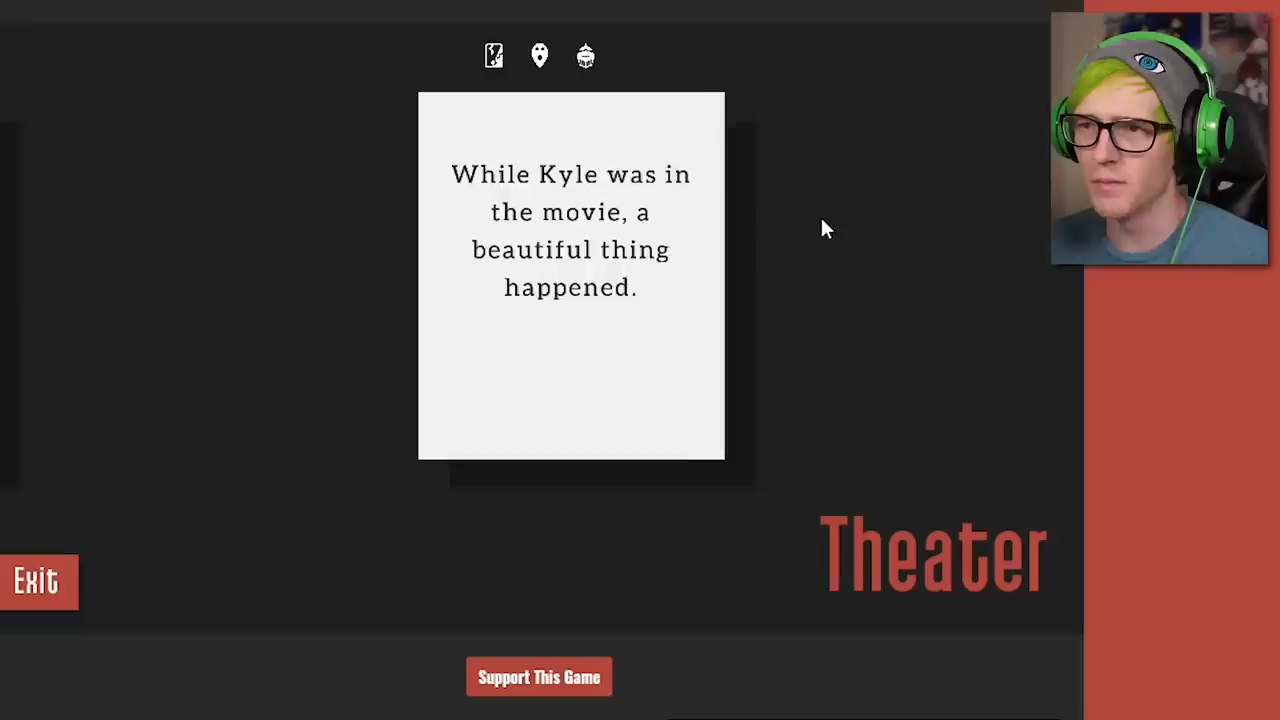 While Kyle was in
the movie, a
beautiful thing
happened.
Theater
Exit
Support This Game